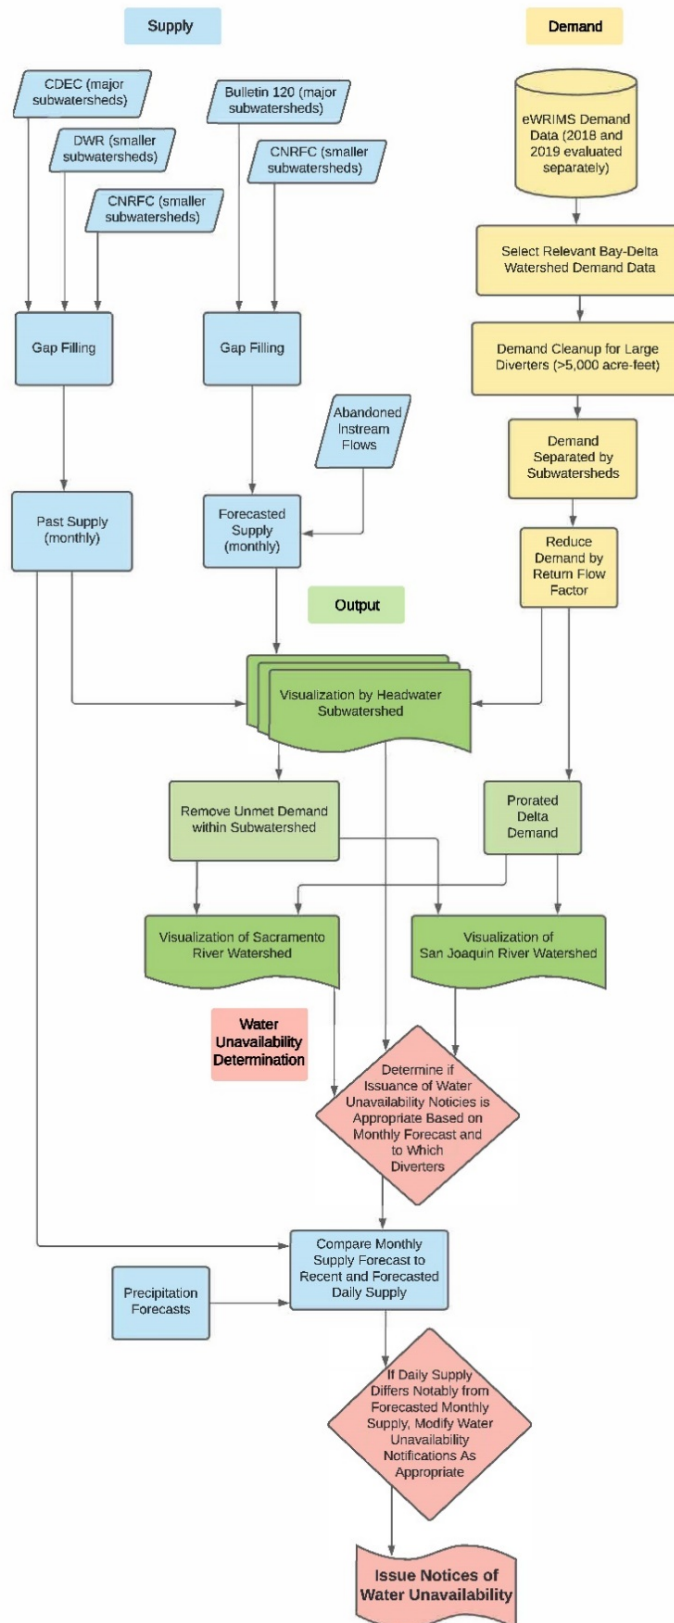 Supply
Demand
CDEC (major
subwatersheds)
DWR (smaller
subwatersheds)
CNRFC (smaller
subwatersheds)
Bulletin 120 (major
subwatersheds)
CNRFC (smaller
subwatersheds)
eWRIMS Demand
Data (2018 and
2019 evaluated
separately)
Select Relevant Bay-Delta
Watershed Demand Data
Gap Filling
Gap Filling
Demand Cleanup for Large
Diverters (>5,000 acre-feet)
Abandoned
Instream
Flows
Demand
Separated by
Subwatersheds
Past Supply
(monthly)
Forecasted
Supply
(monthly)
Reduce
Demand by
Return Flow
Factor
Output
Visualization by Headwater
Subwatershed
Remove Unmet Demand
within Subwatershed
Prorated
Delta
Demand
Visualization of Sacramento
River Watershed
Visualization of
San Joaquin River Watershed
Water
Unavailability
Determination
Determine if
Issuance of Water
Unavailability Noticies is
Appropriate Based on
Monthly Forecast and
to Which
Diverters
Compare Monthly
Supply Forecast to
Recent and Forecasted
Daily Supply
Precipitation
Forecasts
If Daily Supply
Differs Notably from
Forecasted Monthly
Supply, Modify Water
Unavailability
Notifications As
Appropriate
Issue Notices of
Water Unavailability